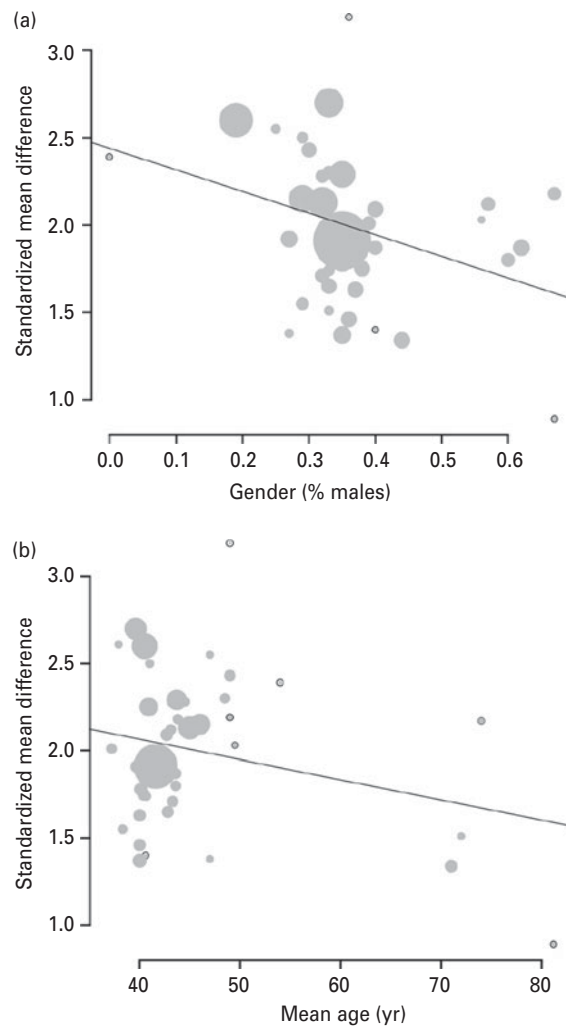 (a)
3.0
2.5
2.0
1.5
1.0
Standardized mean difference
0.0 0.1 0.2 0.3 0.4 0.5 0.6
Gender (% males)
(b)
3.0
2.5
2.0
1.5
1.0
Standardized mean difference
40 50 60 70 80
Mean age (yr)